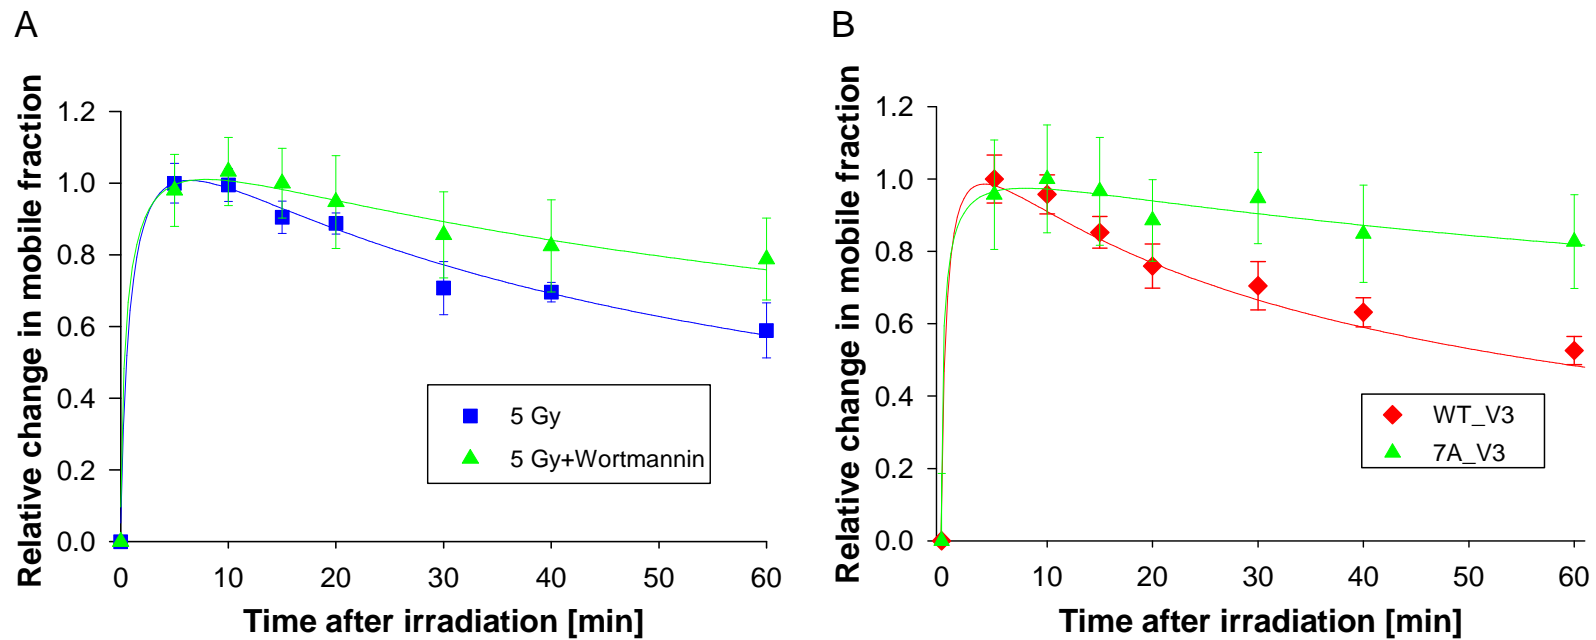 A
Relative change in mobile fraction
1.2
1.0
0.8
0.6
0.4
0.2
0.0
0 10 20 30 40 50 60
Time after irradiation [min]
5 Gy
5 Gy+Wortmannin
B
Relative change in mobile fraction
1.2
1.0
0.8
0.6
0.4
0.2
0.0
0 10 20 30 40 50 60
Time after irradiation [min]
WT_V3
7A_V3